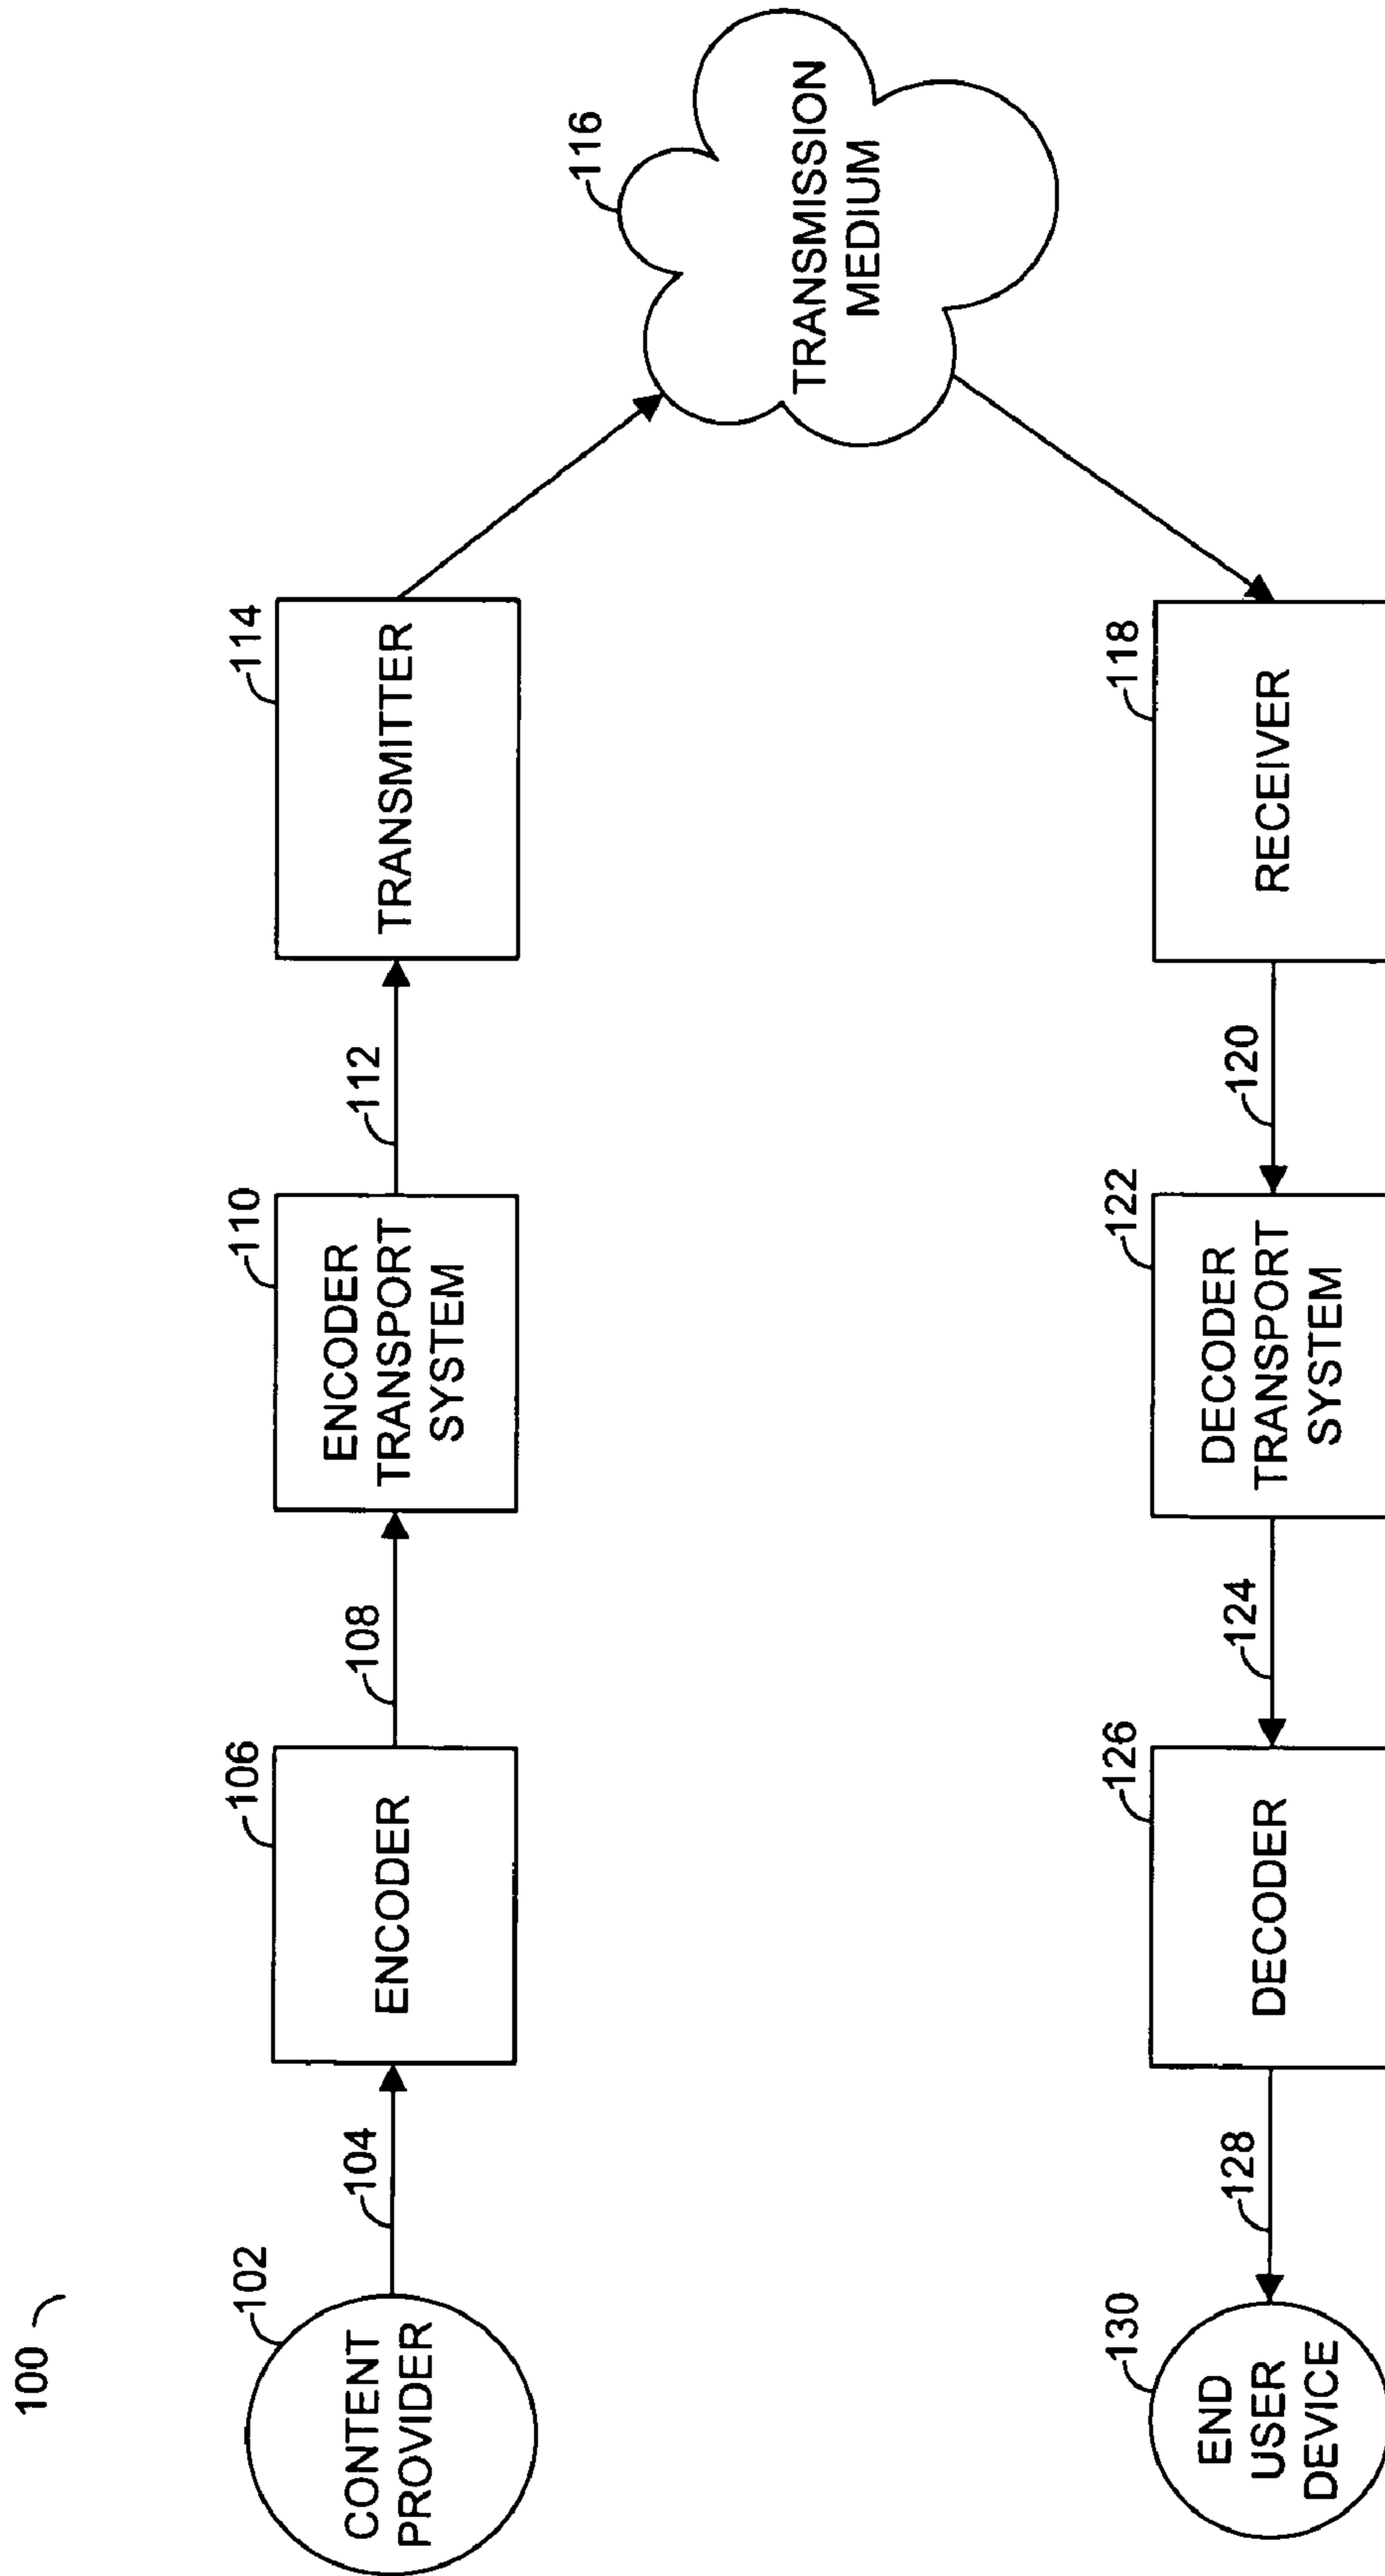 100
102
CONTENT
PROVIDER
104
106
ENCODER
108
110
ENCODER
TRANSPORT
SYSTEM
112
114
TRANSMITTER
116
TRANSMISSION
MEDIUM
118
RECEIVER
120
122
DECODER
TRANSPORT
SYSTEM
124
126
DECODER
128
130
END
USER
DEVICE